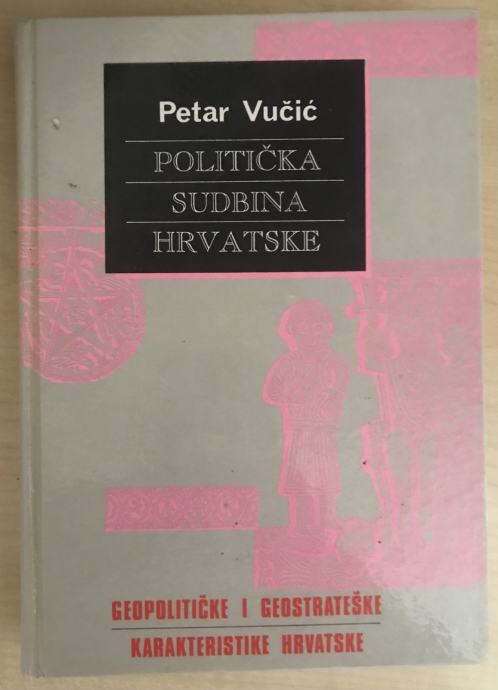 Petar Vučić
POLITIČKA
SUDBINA
HRVATSKE
GEOPOLITIČKE I GEOSTRATEŠKE
KARAKTERISTIKE HRVATSKE